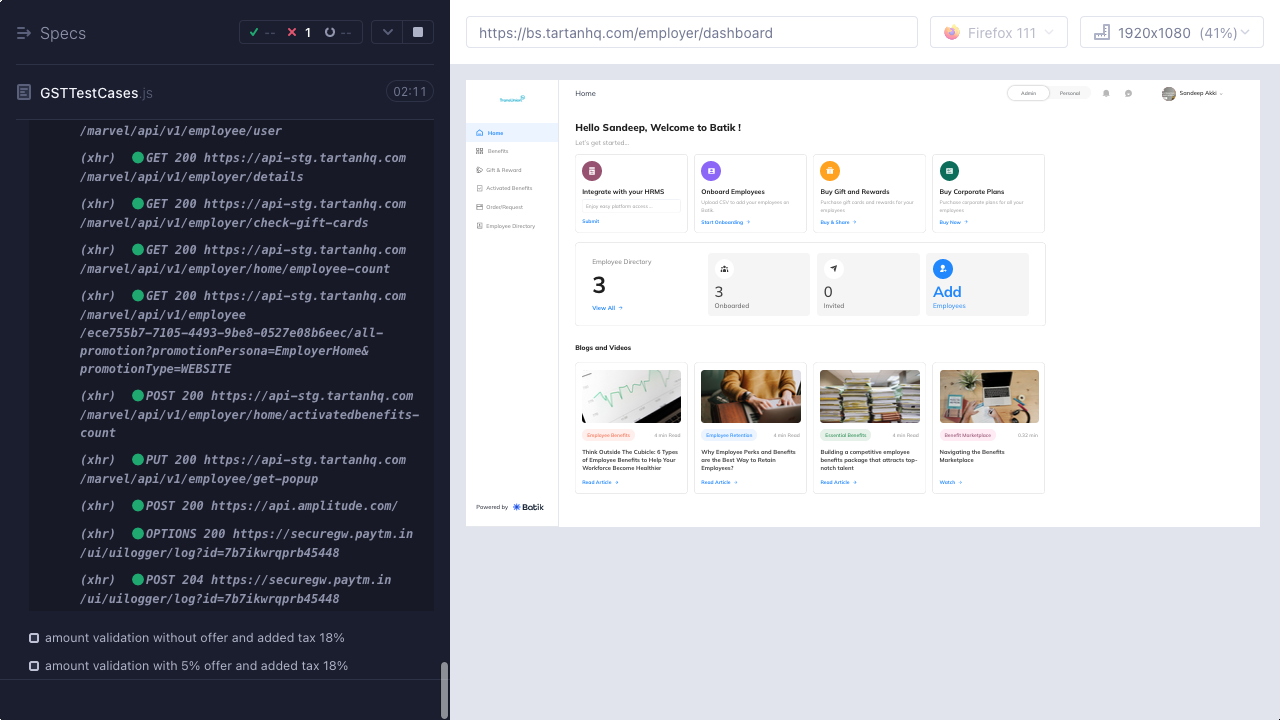 Specs
--
1
--
GSTTestCases.js
02:11
/marvel/api/v1/employee/user
(xhr) GET 200 https://api-stg.tartanhq.com
/marvel/api/v1/employer/details
(xhr) GET 200 https://api-stg.tartanhq.com
/marvel/api/v1/employer
(xhr) GET 200 https://api-stg.tartanhq.com
/marvel/api/v1/employer/home/employee-count
(xhr) GET 200 https://api-stg.tartanhq.com
/marvel/api/v1/employer
/ece755b7-7135-4493-9be8-0527e08b6eec/all-
promotion?promotionPersona=EmployerHome&
promotionType=WEBSITE
(xhr) POST 200 https://api-stg.tartanhq.com
/marvel/api/v1/employer/get-activatedbenefits-
count
(xhr) GET 200 https://api-stg.tartanhq.com
/marvel/api/v1/employer/get-popup
(xhr) POST 200 https://api.amplitude.com/
(xhr) OPTIONS 200 https://securegw.paytm.in
/ui/uilogger/log?id=7b7ikwrqprb45448
(xhr) POST 204 https://securegw.paytm.in
/ui/uilogger/log?id=7b7ikwrqprb45448
amount validation without offer and added tax 18%
amount validation with 5% offer and added tax 18%
https://bs.tartanhq.com/employer/dashboard
Firefox 111
1920x1080 (41%)
Home
Benefits
Gift & Reward
Activated Benefits
Order/Request
Employee Directory
Powered by Batik
Home
Admin
Personal
Sandeep Akki
Hello Sandeep, Welcome to Batik !
Let's get started...
Integrate with your HRMS
Enjoy easy platform access ...
Submit
Onboard Employees
Upload CSV to add your employees on
Batik
Start Onboarding
Buy Gift and Rewards
Purchase gift cards and rewards for your
employees
Buy & Share
Buy Corporate Plans
Purchase corporate plans for all your
employees
Buy Now
Employee Directory
3
View All
3
Onboarded
0
Invited
Add
Employees
Blogs and Videos
Employee Benefits
4 min Read
Think Outside The Cubicle: 6 Types
of Employee Benefits to Help Your
Workforce Become Healthier
Read Article
Employee Retention
4 min Read
Why Employee Perks and Benefits
are the Best Way to Retain
Employees?
Read Article
Essential Benefits
4 min Read
Building a competitive employee
benefits package that attracts top-
notch talent
Read Article
Benefit Marketplace
0:32 min
Navigating the Benefits
Marketplace
Watch